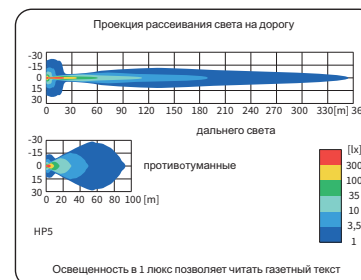 Проекция рассеивания света на дорогу
-30
-15
0
15
30
0 30 60 90 120 150 180 210 240 270 300 330[m] 36
дальнего света
-30
-15
0
15
30
0 20 40 60 80 100 [m]
противотуманные
[lx]
300
100
35
10
3,5
1
HP5
Освещенность в 1 люкс позволяет читать газетный текст